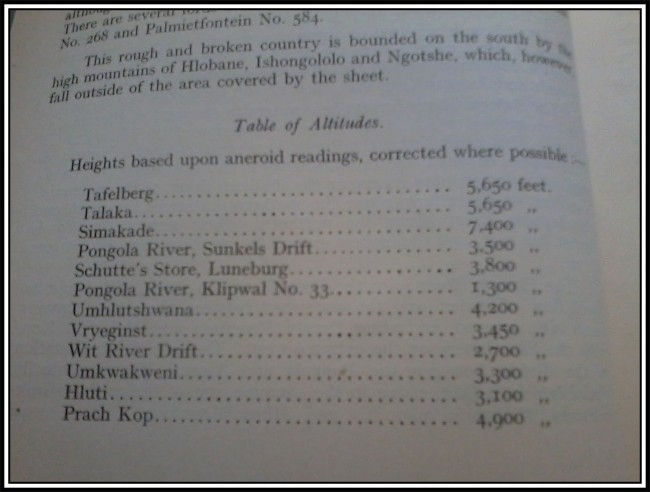 There are several
No. 268 and Palmietfontein No. 584.
This rough and broken country is bounded on the south by the
high mountains of Hlobane, Ishongololo and Ngotshe, which, however
fall outside of the area covered by the sheet.
Table of Altitudes.
Heights based upon aneroid readings, corrected where possible:—
Tafelberg................................ 5,650 feet.
Talaka................................... 5,650 „
Simakade................................. 7,400 „
Pongola River, Sunkels Drift............... 3,500 „
Schutte's Store, Luneburg.................. 3,800 „
Pongola River, Klipwal No. 33............. 1,300 „
Umhlutshwana............................ 4,200 „
Vryeginst................................ 3,450 „
Wit River Drift........................... 2,700 „
Umkwakweni............................. 3,300 „
Hluti.................................... 3,100 „
Prach Kop................................ 4,900 „